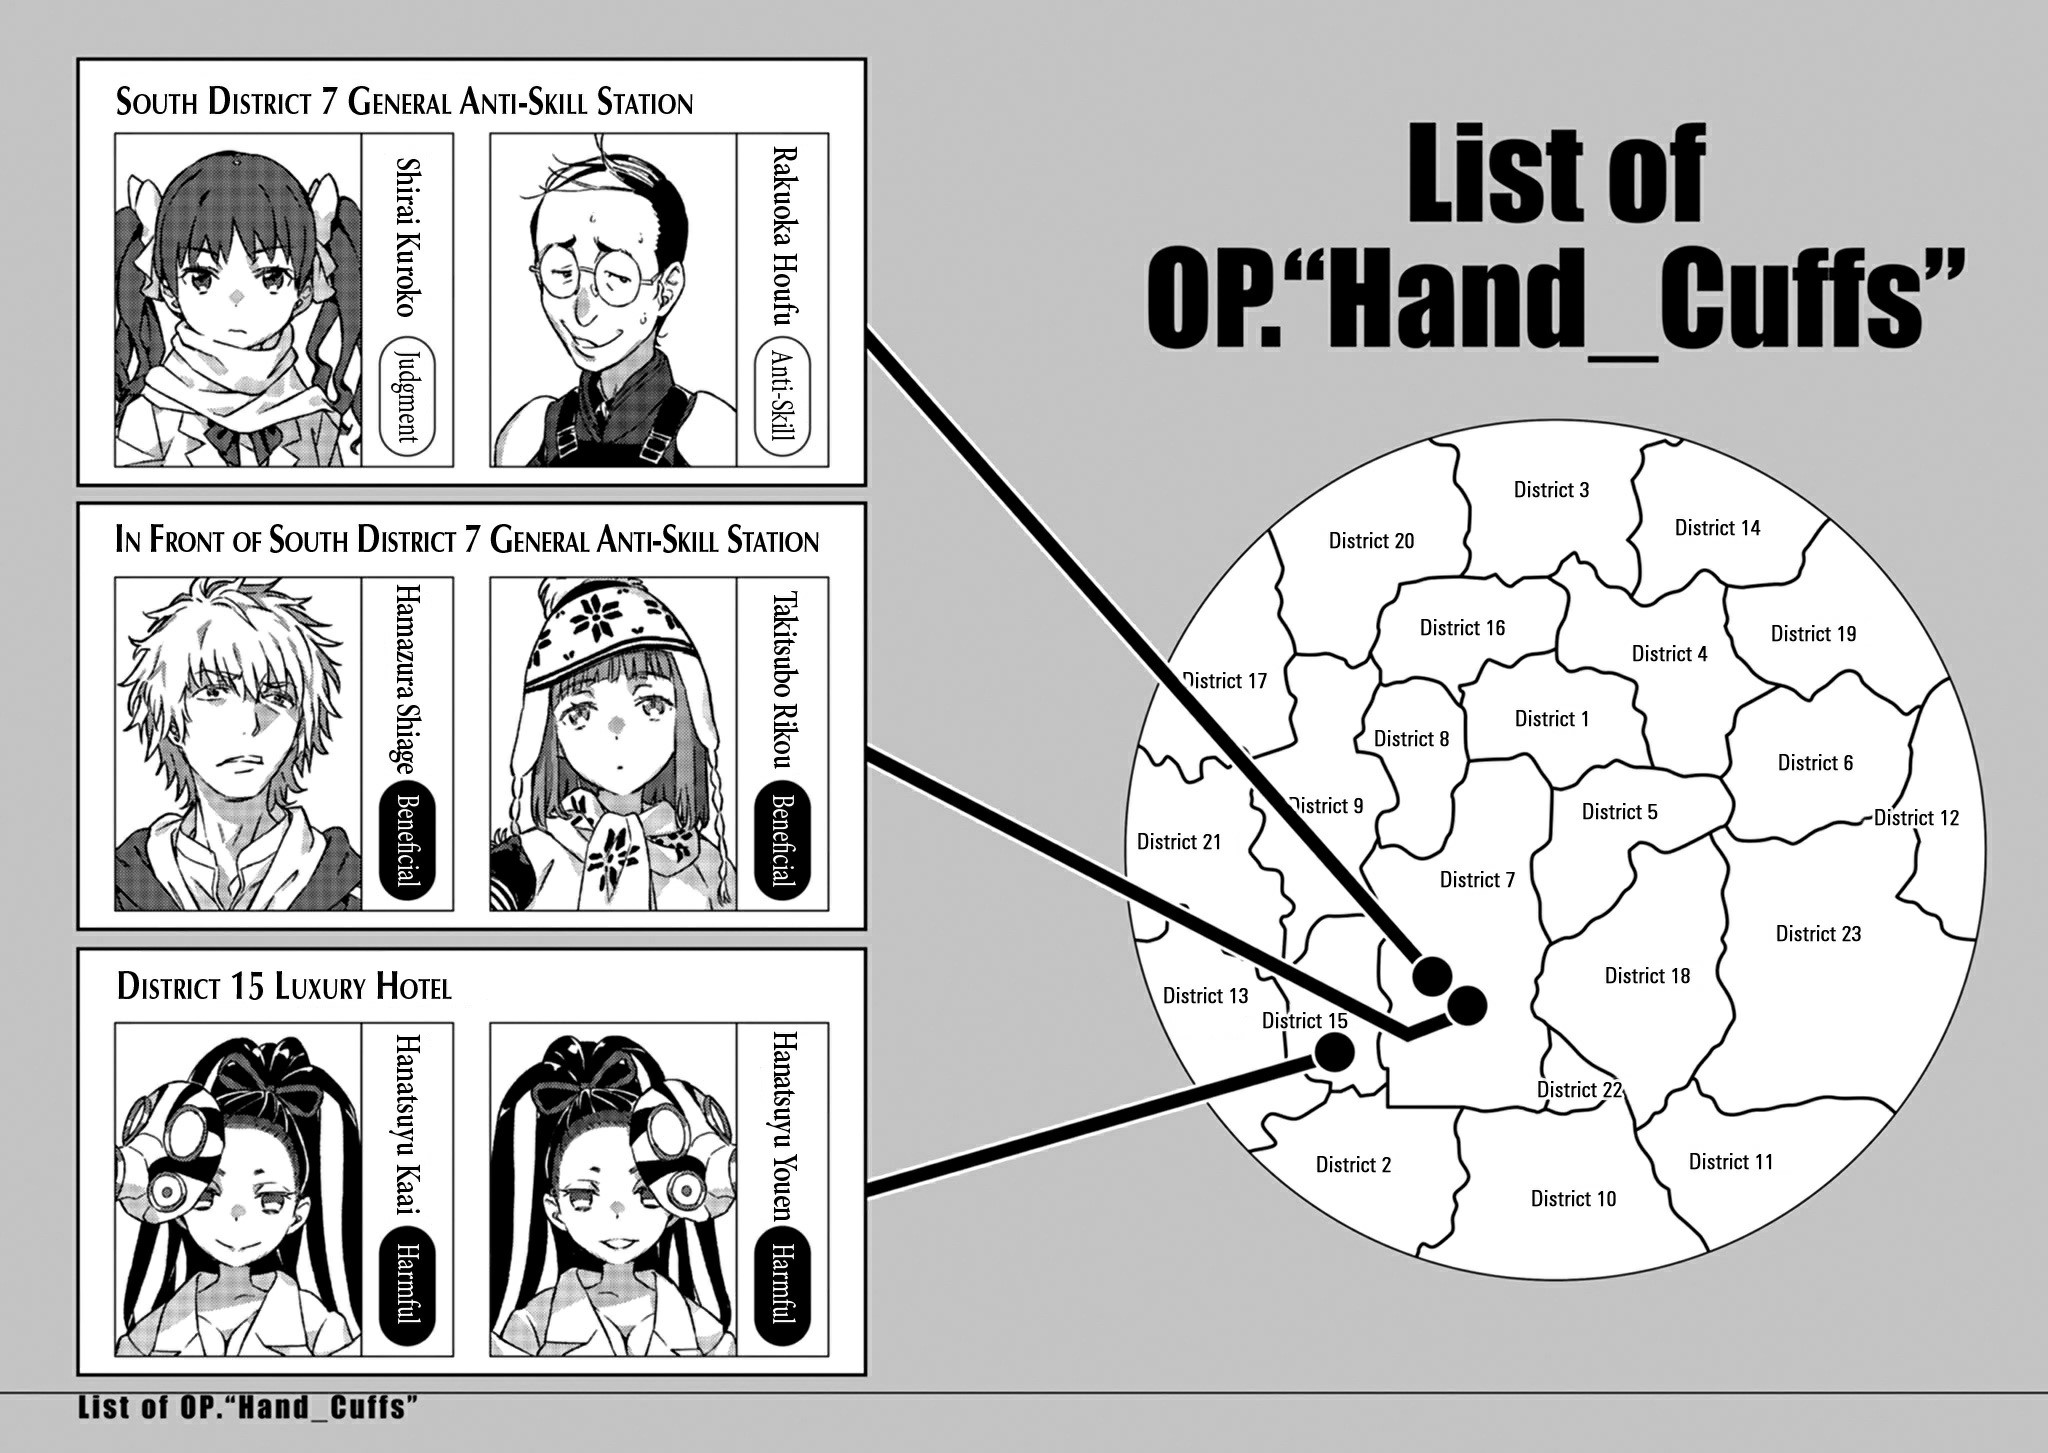 List of
OP.“Hand_Cuffs”
SOUTH DISTRICT 7 GENERAL ANTI-SKILL STATION
Shirai Kuroko
Judgment
Rakuoka Houfu
Anti-Skill
IN FRONT OF SOUTH DISTRICT 7 GENERAL ANTI-SKILL STATION
Hamazura Shiage
Beneficial
Takitsubo Rikou
Beneficial
DISTRICT 15 LUXURY HOTEL
Hanatsuyu Kaai
Harmful
Hanatsuyu Youen
Harmful
District 3
District 14
District 20
District 16
District 19
District 4
District 17
District 1
District 8
District 6
District 9
District 5
District 12
District 21
District 7
District 23
District 18
District 13
District 15
District 22
District 2
District 11
District 10
List of OP.“Hand_Cuffs”